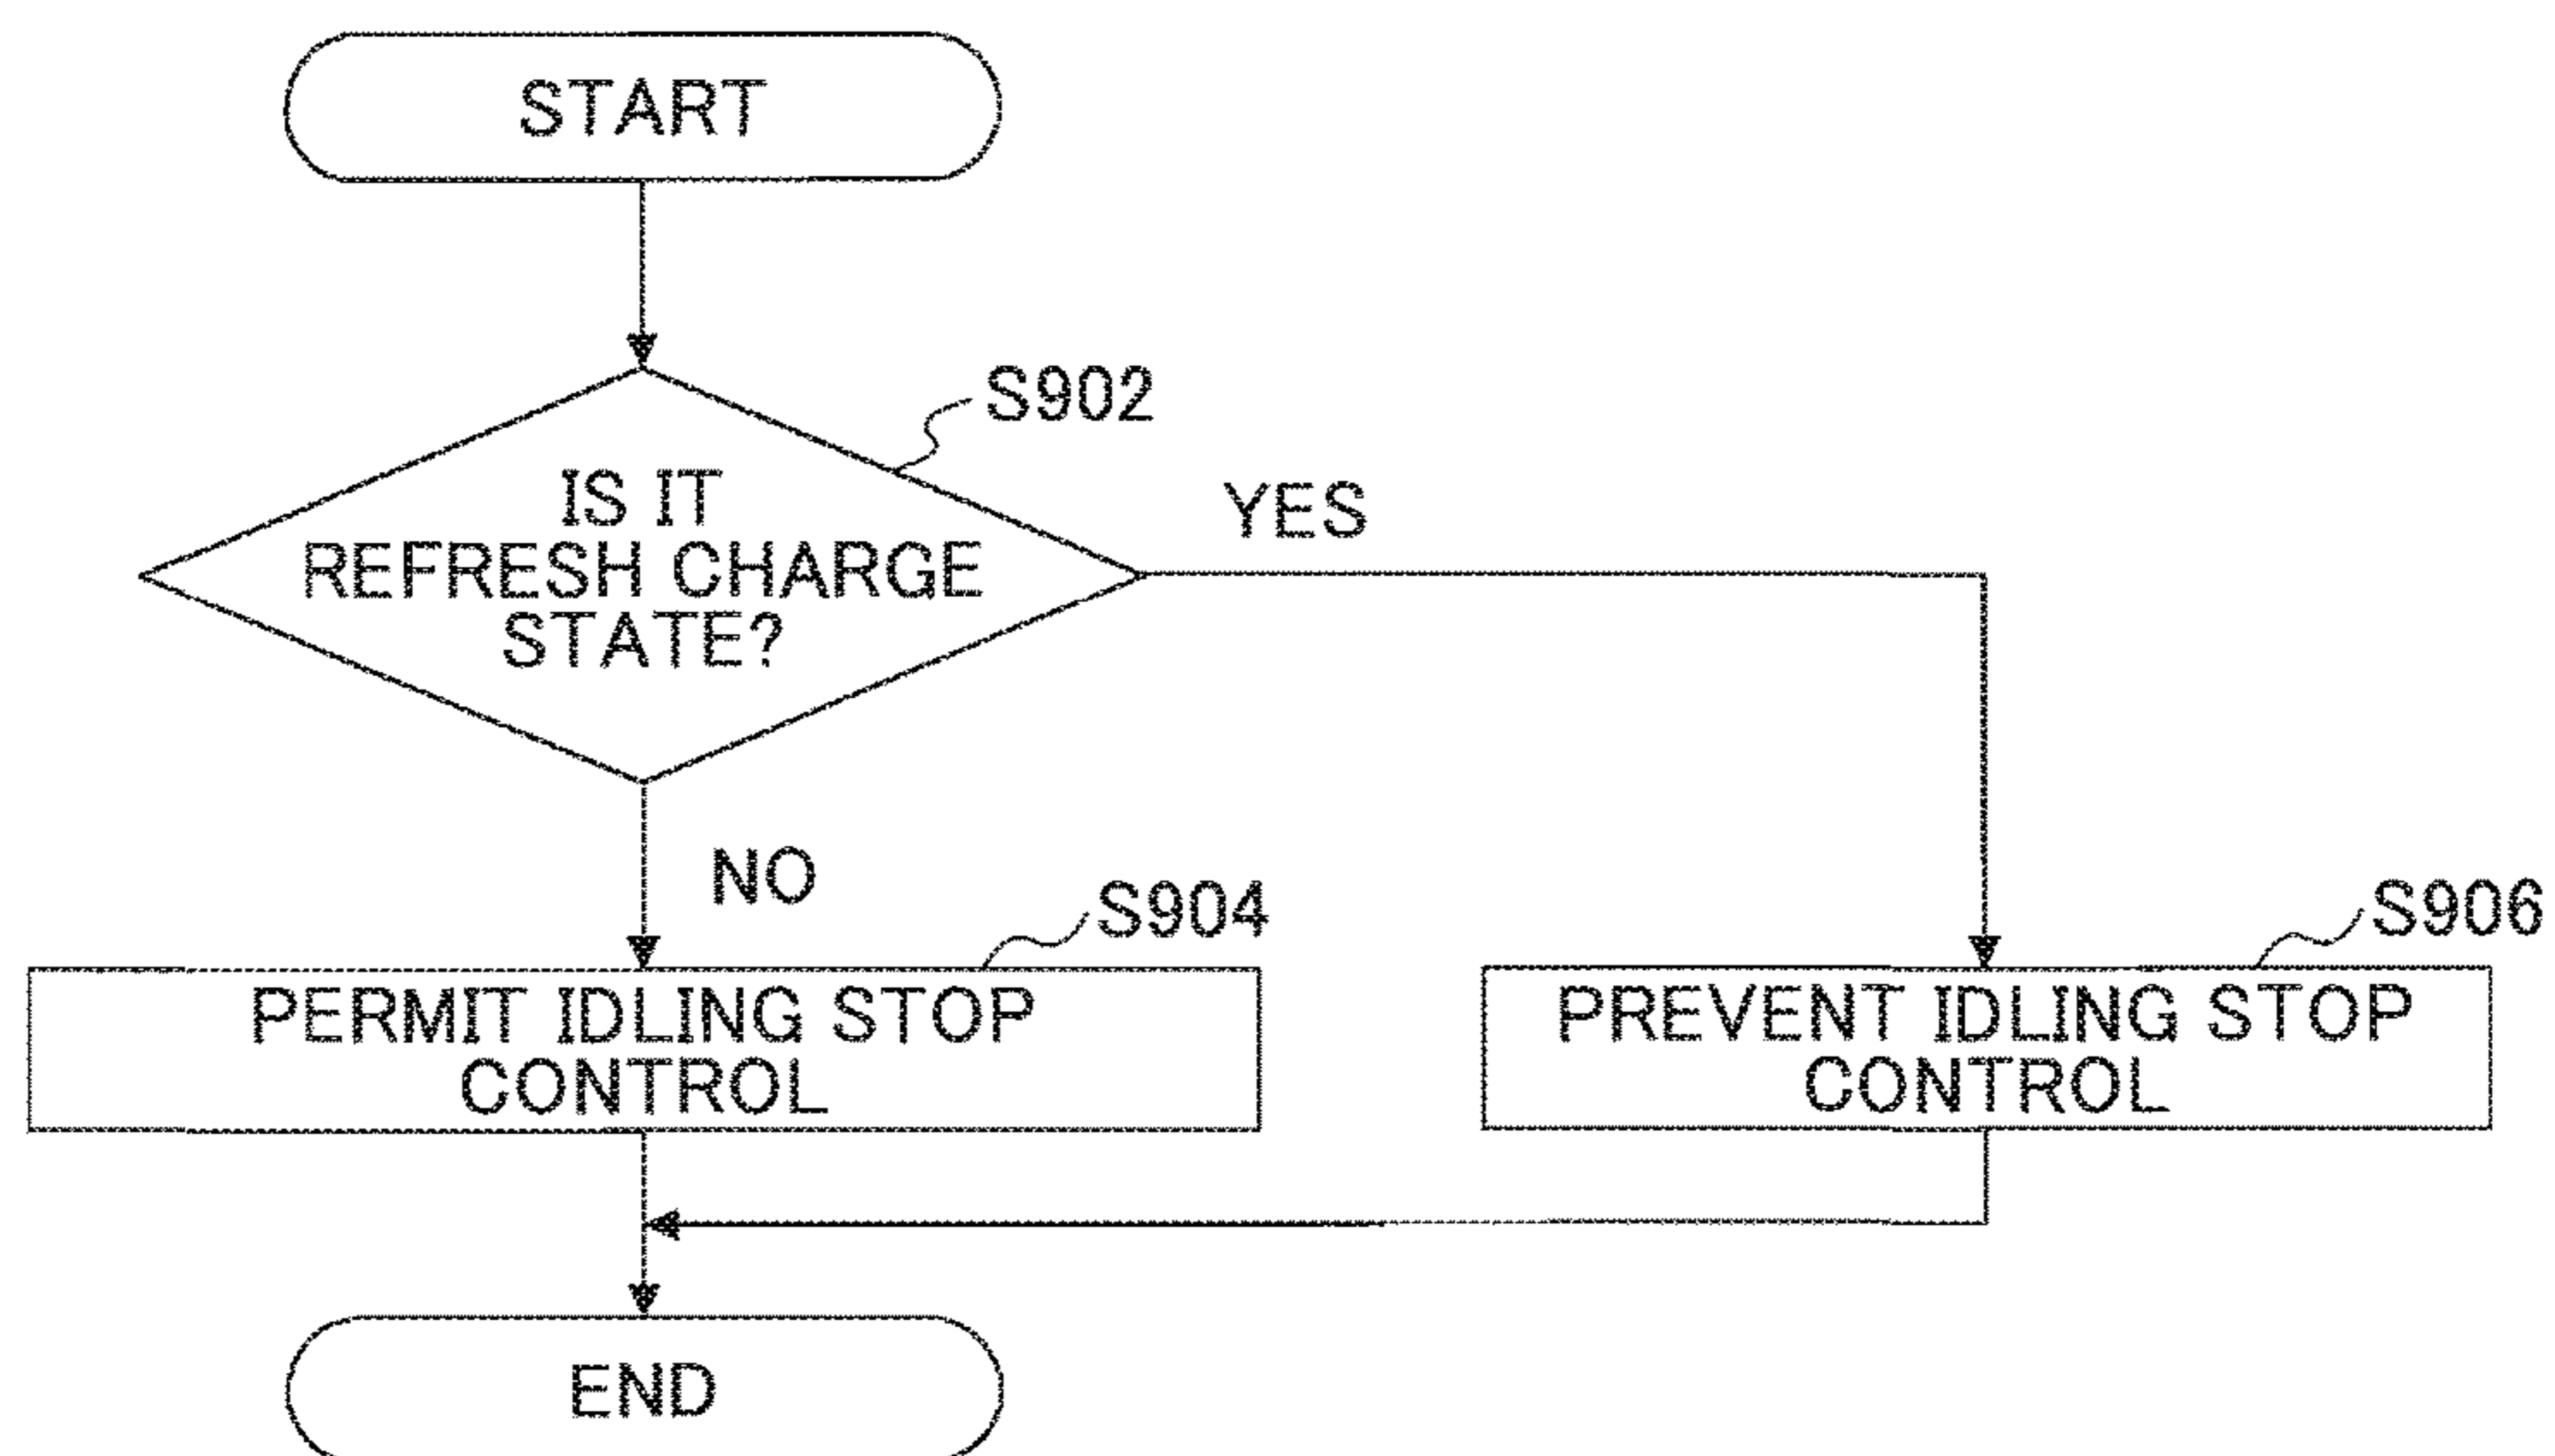 START
S902
IS IT
REFRESH CHARGE
STATE?
YES
NO
S904
S906
PERMIT IDLING STOP
CONTROL
PREVENT IDLING STOP
CONTROL
END